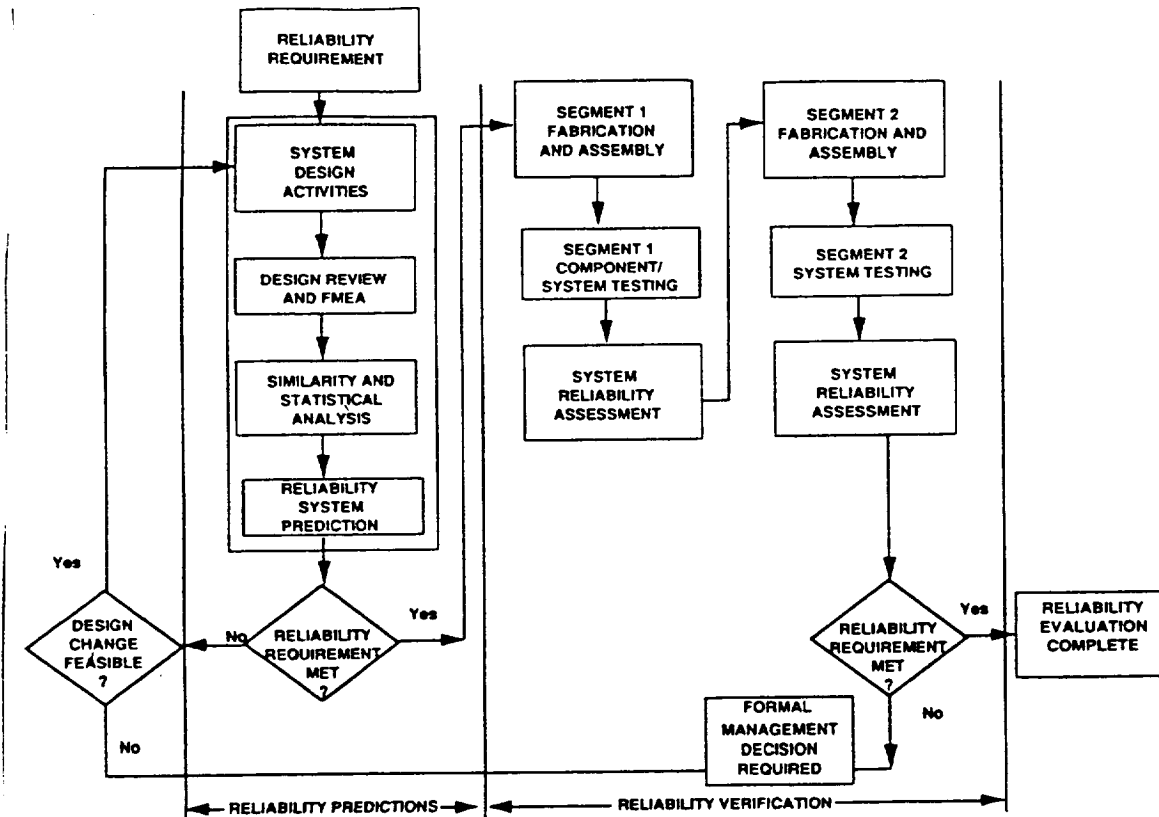 RELIABILITY
REQUIREMENT
SYSTEM
DESIGN
ACTIVITIES
DESIGN REVIEW
AND FMEA
SIMILARITY AND
STATISTICAL
ANALYSIS
RELIABILITY
SYSTEM
PREDICTION
RELIABILITY
REQUIREMENT
MET
?
Yes
No
DESIGN
CHANGE
FEASIBLE
?
Yes
No
SEGMENT 1
FABRICATION
AND ASSEMBLY
SEGMENT 1
COMPONENT/
SYSTEM TESTING
SYSTEM
RELIABILITY
ASSESSMENT
SEGMENT 2
FABRICATION AND
ASSEMBLY
SEGMENT 2
SYSTEM TESTING
SYSTEM
RELIABILITY
ASSESSMENT
RELIABILITY
REQUIREMENT
MET
?
Yes
No
RELIABILITY
EVALUATION
COMPLETE
FORMAL
MANAGEMENT
DECISION
REQUIRED
RELIABILITY PREDICTIONS
RELIABILITY VERIFICATION